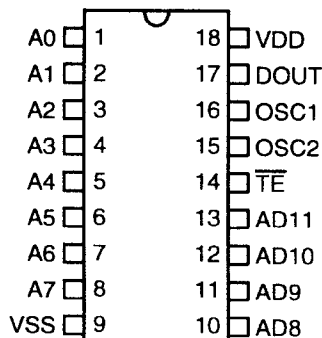 A0 1 18 VDD
A1 2 17 DOUT
A2 3 16 OSC1
A3 4 15 OSC2
A4 5 14 T̅E̅
A5 6 13 AD11
A6 7 12 AD10
A7 8 11 AD9
VSS 9 10 AD8